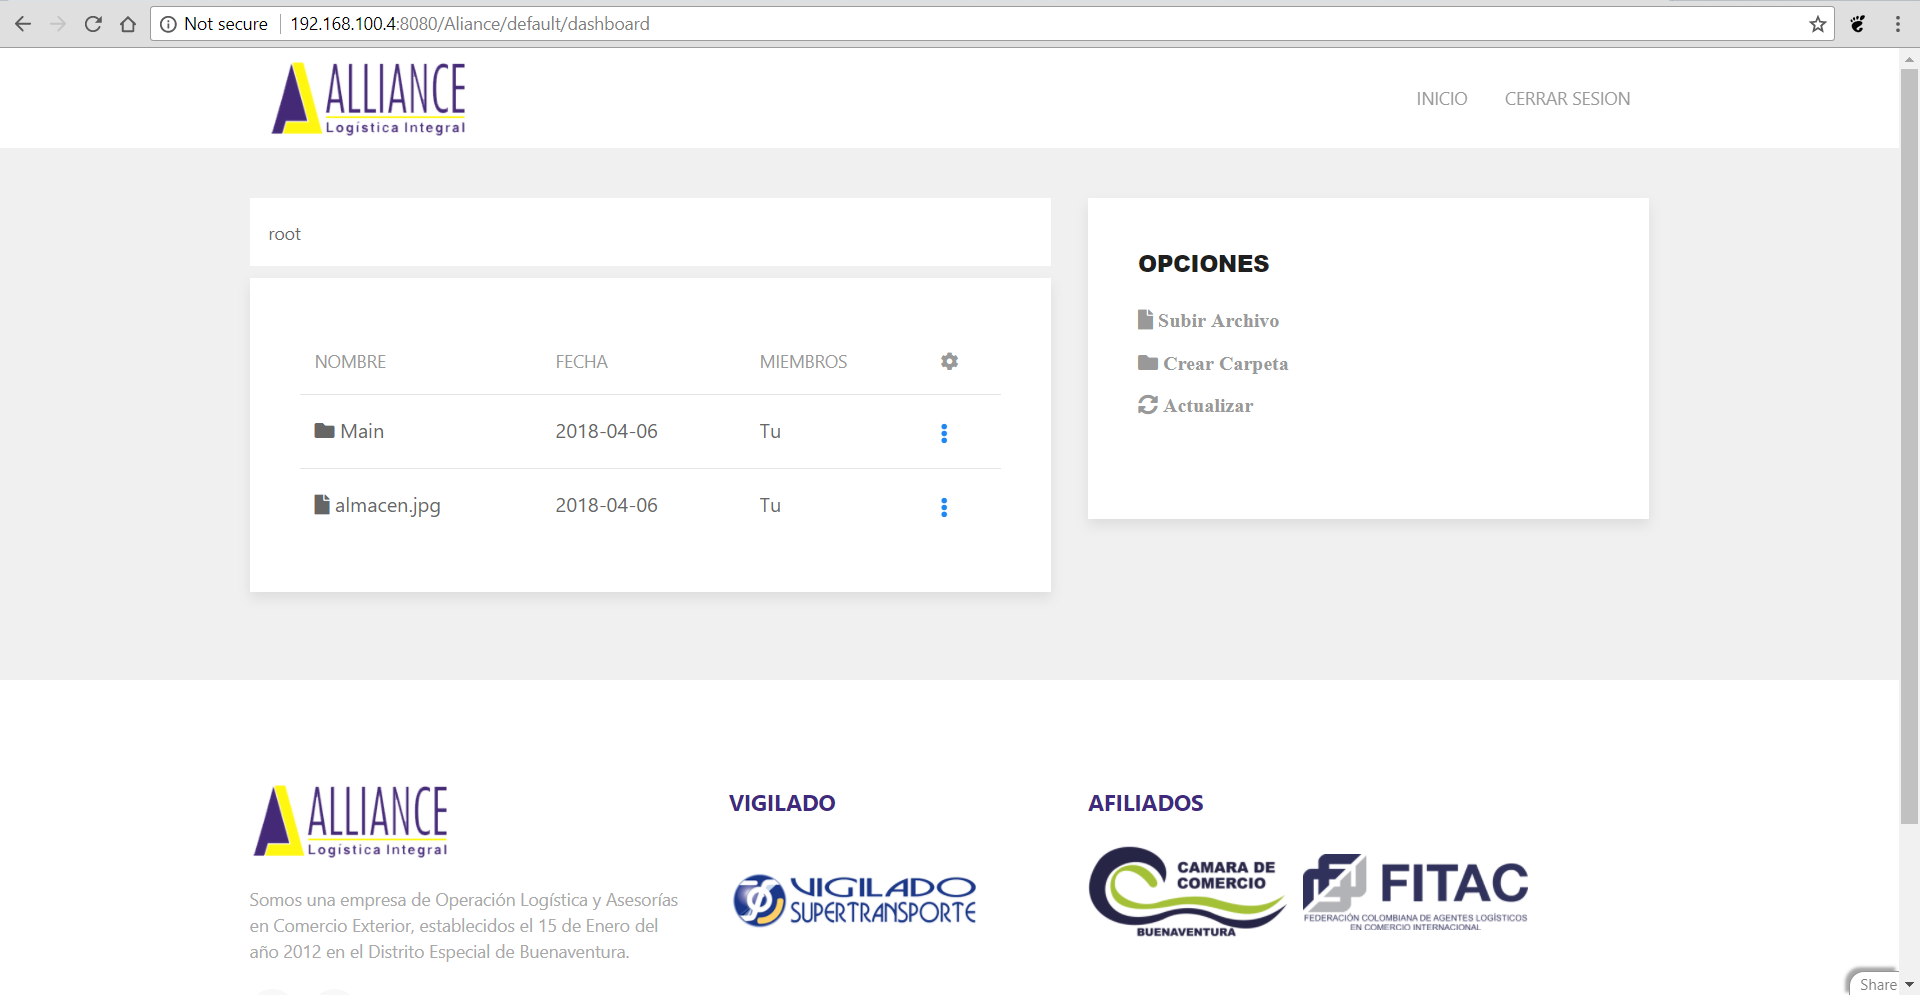 Not secure 192.168.100.4:8080/Aliance/default/dashboard
ALLIANCE
Logística Integral
INICIO CERRAR SESION
root
NOMBRE FECHA MIEMBROS
Main 2018-04-06 Tu
almacen.jpg 2018-04-06 Tu
OPCIONES
Subir Archivo
Crear Carpeta
Actualizar
ALLIANCE
Logística Integral
Somos una empresa de Operación Logística y Asesorías
en Comercio Exterior, establecidos el 15 de Enero del
año 2012 en el Distrito Especial de Buenaventura.
VIGILADO
VIGILADO
SUPERTRANSPORTE
AFILIADOS
CAMARA DE
COMERCIO
BUENAVENTURA
FITAC
FEDERACIÓN COLOMBIANA DE AGENTES LOGÍSTICOS
EN COMERCIO INTERNACIONAL
Share